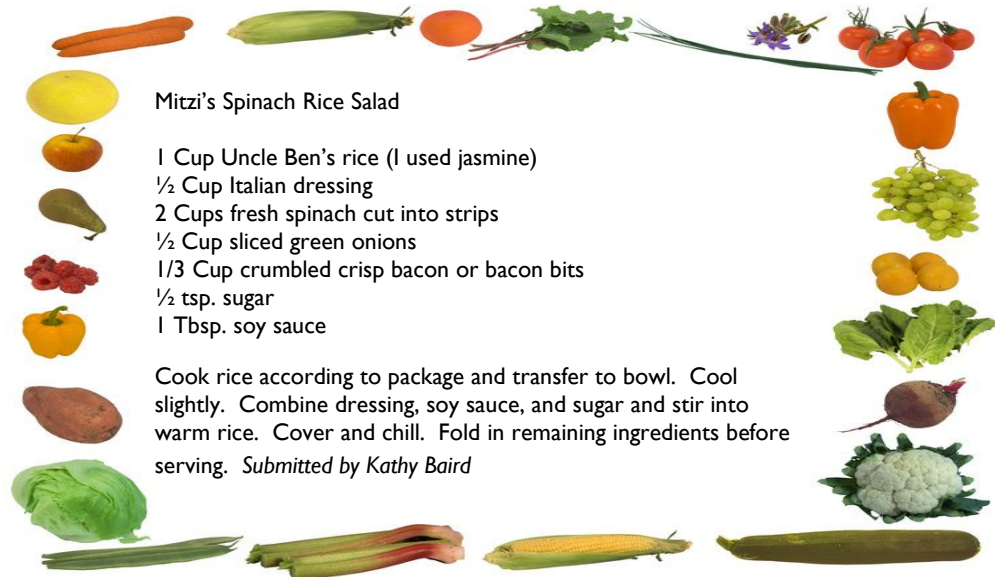 Mitzi’s Spinach Rice Salad
1 Cup Uncle Ben’s rice (I used jasmine)
½ Cup Italian dressing
2 Cups fresh spinach cut into strips
½ Cup sliced green onions
1/3 Cup crumbled crisp bacon or bacon bits
½ tsp. sugar
1 Tbsp. soy sauce
Cook rice according to package and transfer to bowl.  Cool
slightly.  Combine dressing, soy sauce, and sugar and stir into
warm rice.  Cover and chill.  Fold in remaining ingredients before
serving.  Submitted by Kathy Baird